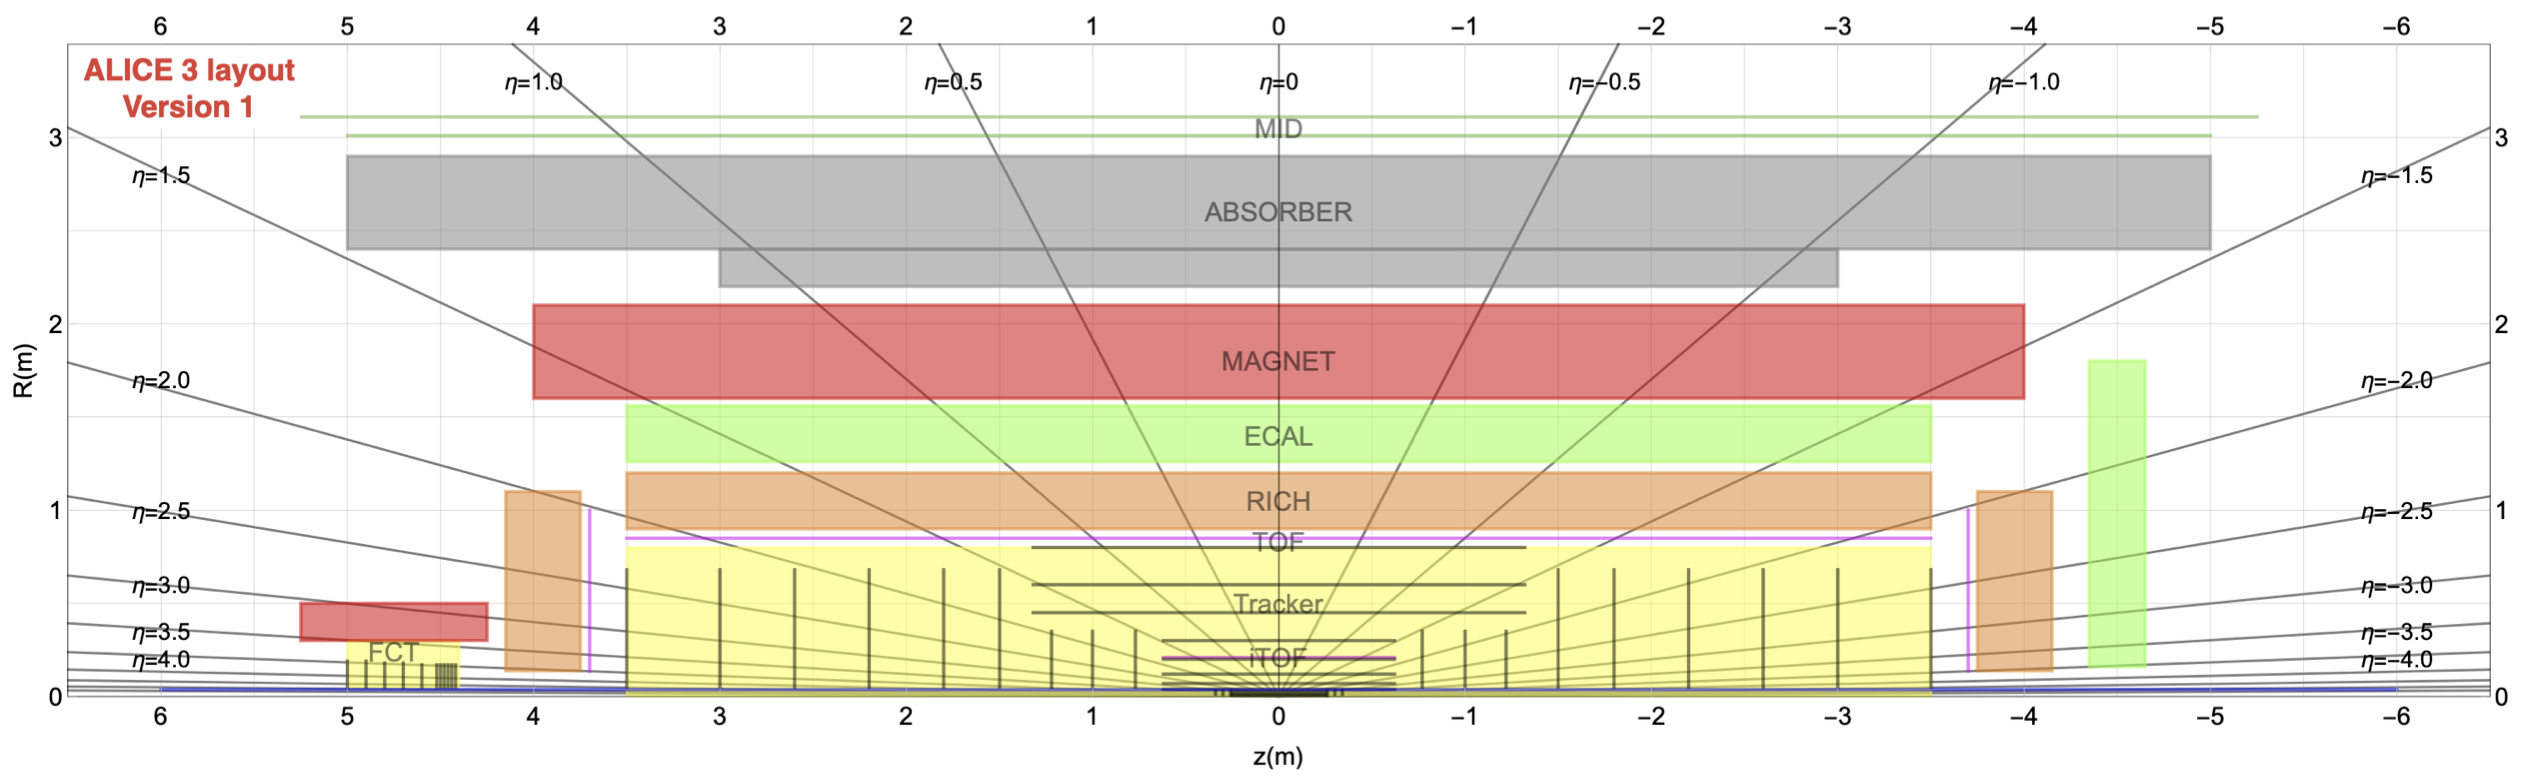 6 5 4 3 2 1 0 −1 −2 −3 −4 −5 −6
ALICE 3 layout
Version 1
η=1.0 η=0.5 η=0 η=−0.5 η=−1.0
MID
3 3
η=1.5 η=−1.5
ABSORBER
2 2
MAGNET
R(m)
η=2.0 η=−2.0
ECAL
RICH
1 1
η=2.5 η=−2.5
TOF
η=3.0 η=−3.0
Tracker
η=3.5 η=−3.5
FCT
iTOF
η=4.0 η=−4.0
0 0
6 5 4 3 2 1 0 −1 −2 −3 −4 −5 −6
z(m)